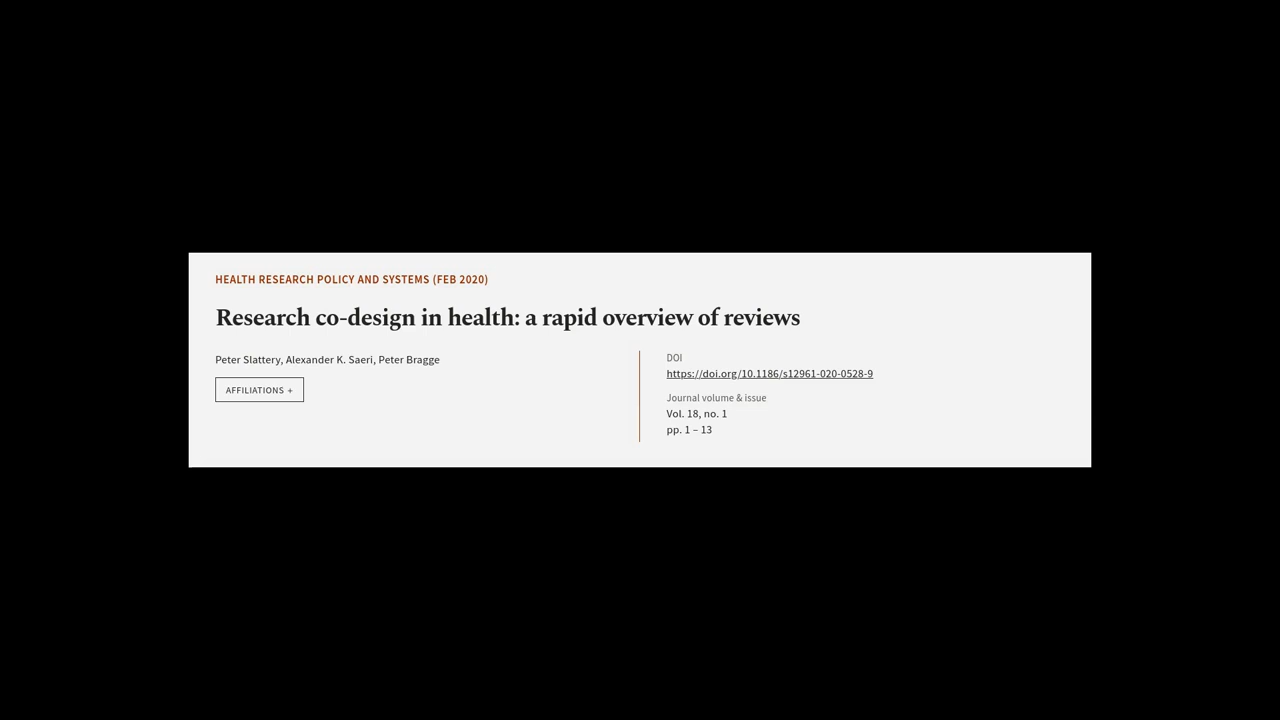 HEALTH RESEARCH POLICY AND SYSTEMS (FEB 2020)
Research co-design in health: a rapid overview of reviews
Peter Slattery, Alexander K. Saeri, Peter Bragge
AFFILIATIONS +
DOI
https://doi.org/10.1186/s12961-020-0528-9
Journal volume & issue
Vol. 18, no. 1
pp. 1 – 13